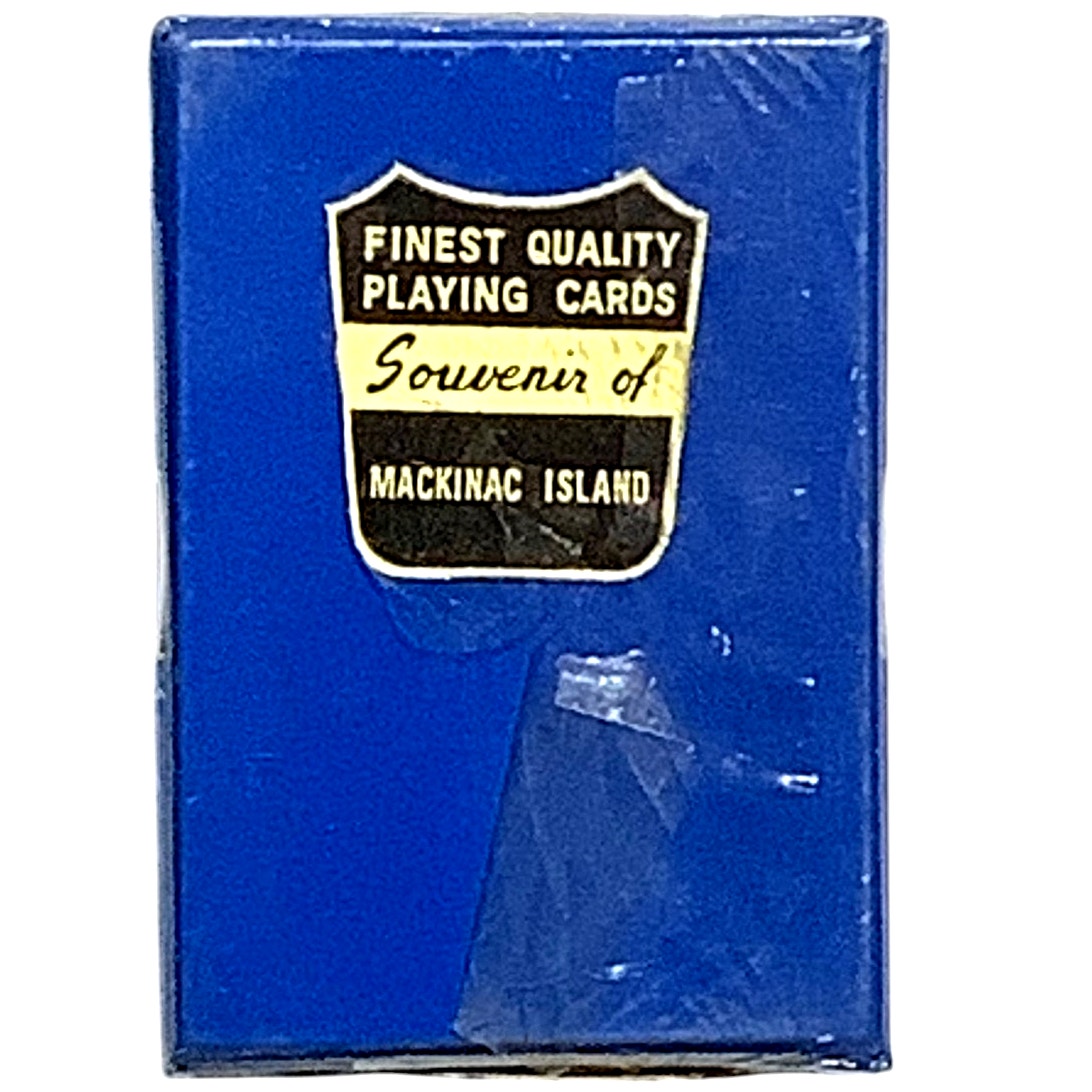 FINEST QUALITY
PLAYING CARDS
Souvenir of
MACKINAC ISLAND